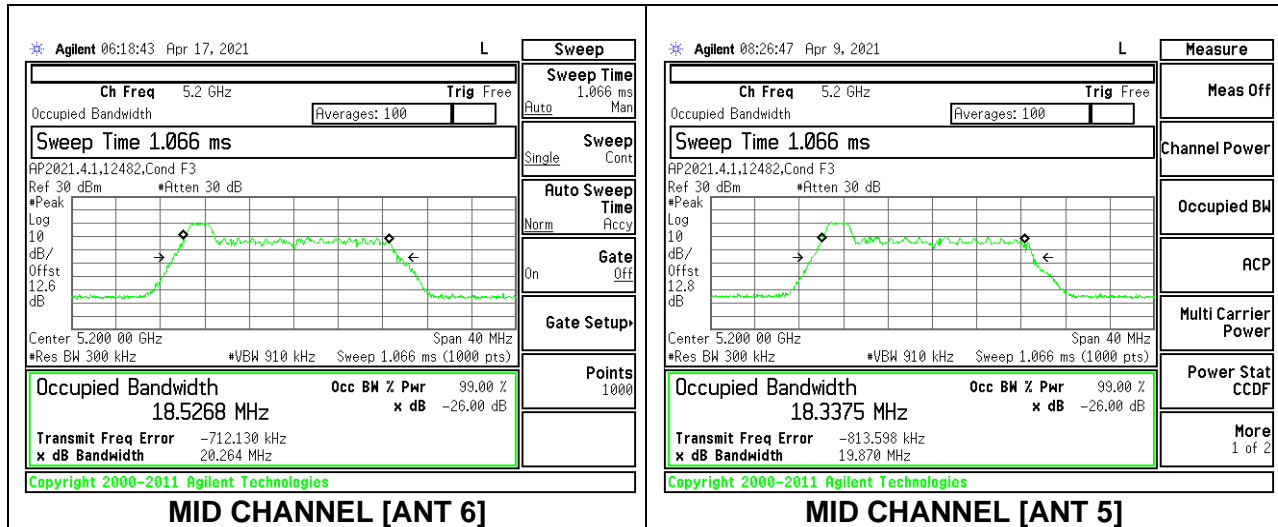 Agilent 06:18:43 Apr 17, 2021 L
Sweep
Ch Freq 5.2 GHz Trig Free
Occupied Bandwidth Averages: 100
Sweep Time 1.066 ms
AP2021.4.1,12482,Cond F3
Ref 30 dBm #Atten 30 dB
#Peak
Log
10
dB/
Offst
12.8
dB
Center 5.200 00 GHz Span 40 MHz
#Res BW 300 kHz #VBW 910 kHz Sweep 1.066 ms (1000 pts)
Occupied Bandwidth Occ BW % Pwr 99.00 %
18.5268 MHz x dB -26.00 dB
Transmit Freq Error -712.130 kHz
x dB Bandwidth 20.264 MHz
Copyright 2000-2011 Agilent Technologies
Sweep Time
1.066 ms
Auto Man
Sweep
Single Cont
Auto Sweep
Time
Norm Accy
Gate
On Off
Gate Setup
Points
1000
MID CHANNEL [ANT 6]
Agilent 08:26:47 Apr 9, 2021 L
Measure
Ch Freq 5.2 GHz Trig Free
Occupied Bandwidth Averages: 100
Sweep Time 1.066 ms
AP2021.4.1,12482,Cond F3
Ref 30 dBm #Atten 30 dB
#Peak
Log
10
dB/
Offst
12.8
dB
Center 5.200 00 GHz Span 40 MHz
#Res BW 300 kHz #VBW 910 kHz Sweep 1.066 ms (1000 pts)
Occupied Bandwidth Occ BW % Pwr 99.00 %
18.3375 MHz x dB -26.00 dB
Transmit Freq Error -813.598 kHz
x dB Bandwidth 19.870 MHz
Copyright 2000-2011 Agilent Technologies
Meas Off
Channel Power
Occupied BW
ACP
Multi Carrier
Power
Power Stat
CCDF
More
1 of 2
MID CHANNEL [ANT 5]